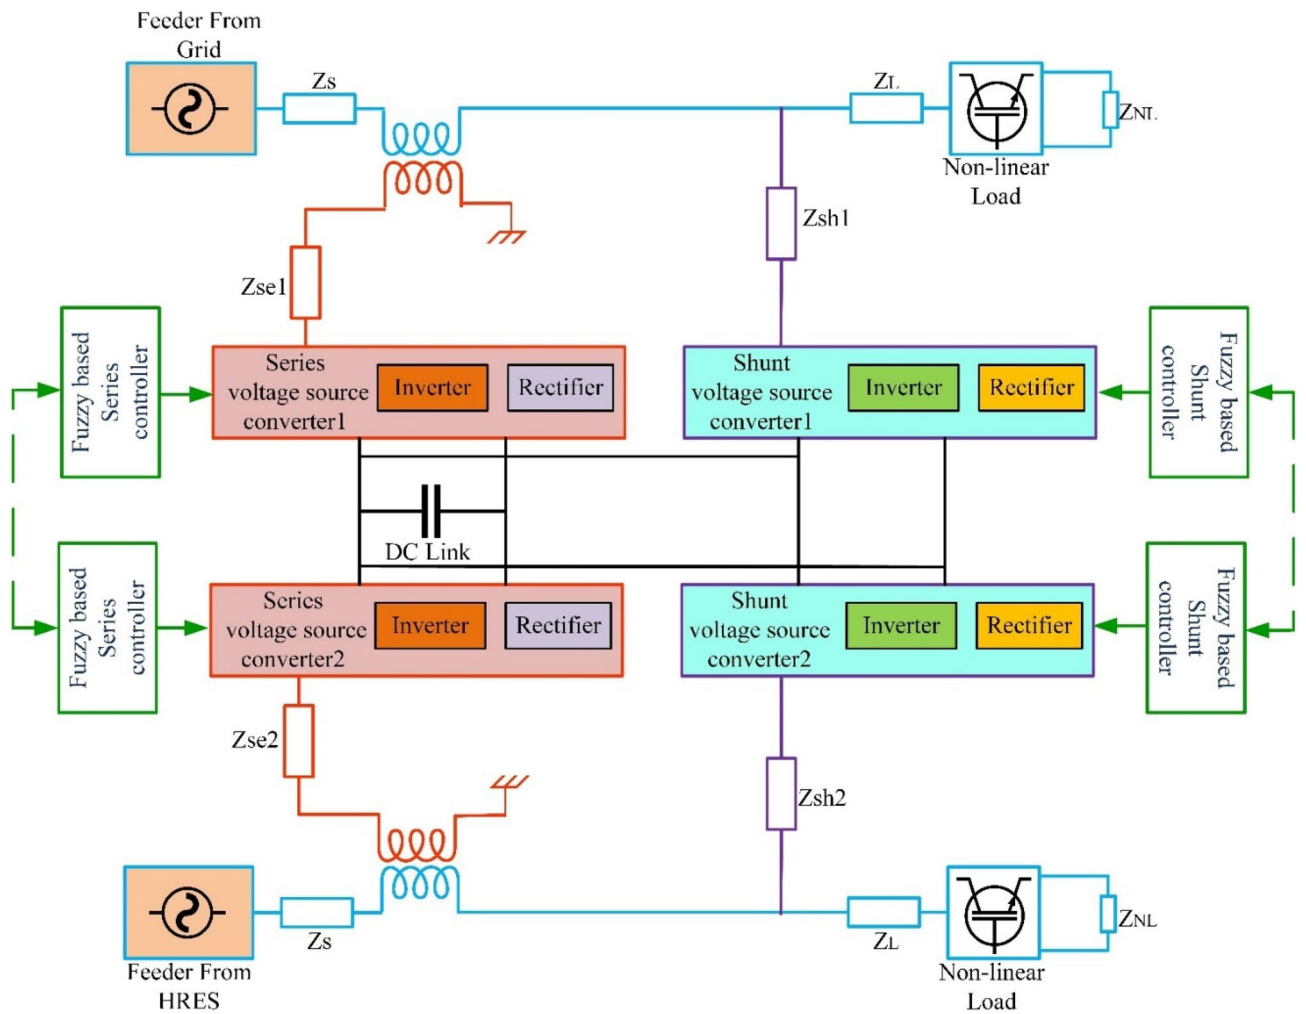 Feeder From
Grid
Zs
ZL
ZNL
Non-linear
Load
Zsh1
Zse1
Fuzzy based
Series
controller
Series
voltage source
converter1
Inverter
Rectifier
Shunt
voltage source
converter1
Inverter
Rectifier
Fuzzy based
Shunt
controller
DC Link
Fuzzy based
Series
controller
Series
voltage source
converter2
Inverter
Rectifier
Shunt
voltage source
converter2
Inverter
Rectifier
Fuzzy based
Shunt
controller
Zse2
Zsh2
Zs
ZL
ZNL
Feeder From
HRES
Non-linear
Load